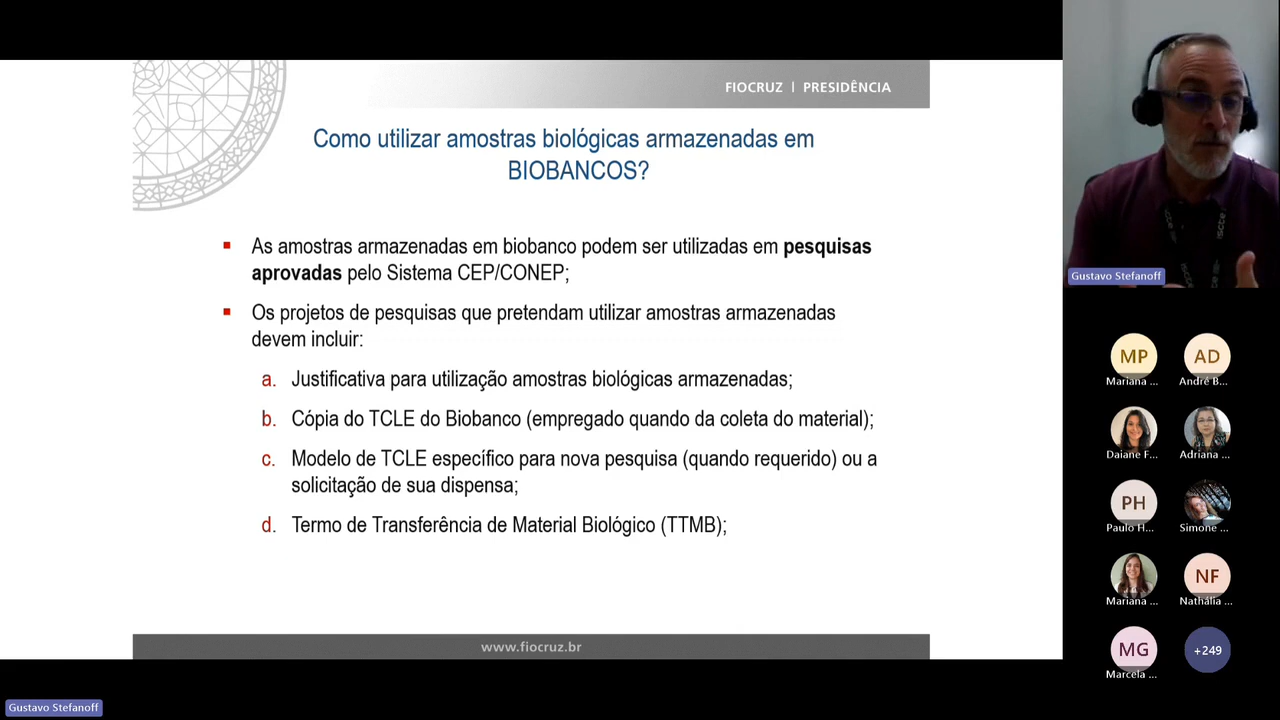 FIOCRUZ | PRESIDÊNCIA
Como utilizar amostras biológicas armazenadas em
BIOBANCOS?
As amostras armazenadas em biobanco podem ser utilizadas em pesquisas
aprovadas pelo Sistema CEP/CONEP;
Os projetos de pesquisas que pretendam utilizar amostras armazenadas
devem incluir:
a. Justificativa para utilização amostras biológicas armazenadas;
b. Cópia do TCLE do Biobanco (empregado quando da coleta do material);
c. Modelo de TCLE específico para nova pesquisa (quando requerido) ou a
solicitação de sua dispensa;
d. Termo de Transferência de Material Biológico (TTMB);
www.fiocruz.br
Gustavo Stefanoff
Gustavo Stefanoff
MP
AD
Mariana ...
André B...
Daiane F...
Adriana ...
PH
Paulo H...
Simone ...
NF
Mariana ...
Nathália ...
MG
+249
Marcela ...